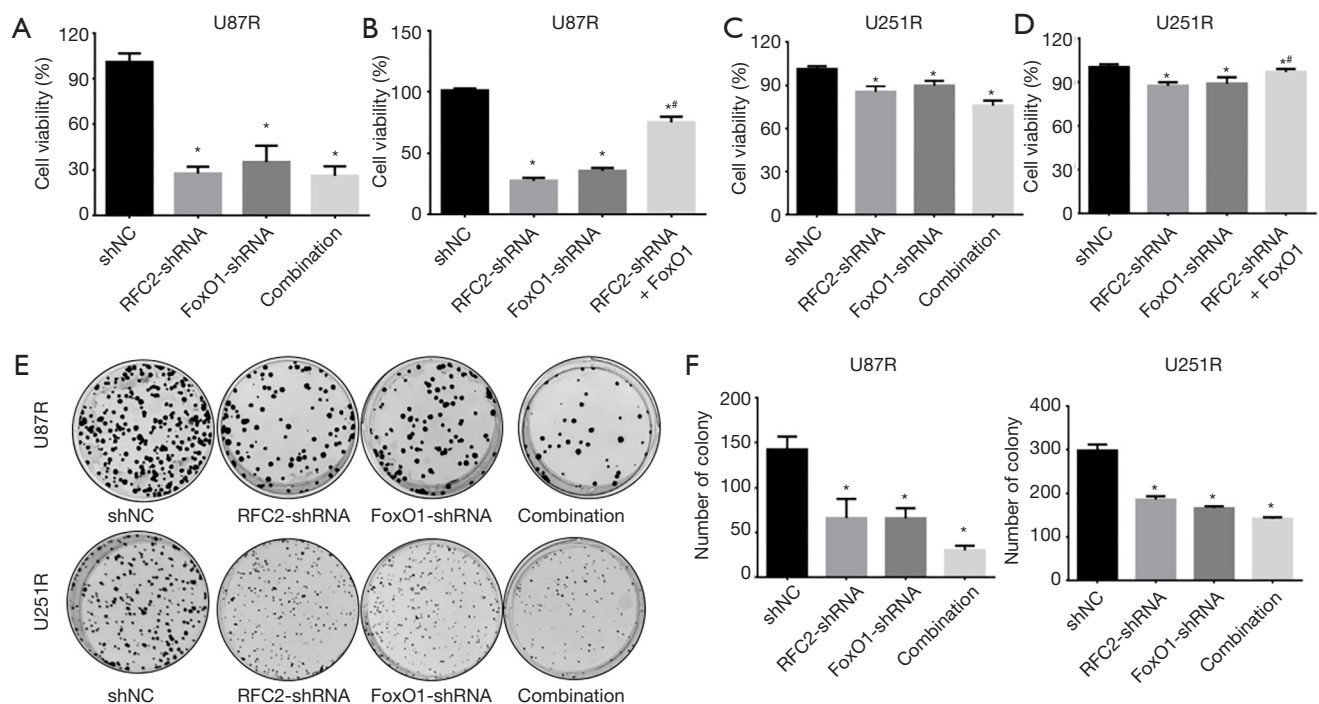 A
U87R
Cell viability (%)
120
90
60
30
0
*
*
*
shNC
RFC2-shRNA
FoxO1-shRNA
Combination
B
U87R
Cell viability (%)
150
100
50
0
*
*
*#
shNC
RFC2-shRNA
FoxO1-shRNA
RFC2-shRNA
+ FoxO1
C
U251R
Cell viability (%)
120
90
60
30
0
*
*
*
shNC
RFC2-shRNA
FoxO1-shRNA
Combination
D
U251R
Cell viability (%)
120
90
60
30
0
*
*
*#
shNC
RFC2-shRNA
FoxO1-shRNA
RFC2-shRNA
+ FoxO1
E
U87R
shNC
RFC2-shRNA
FoxO1-shRNA
Combination
U251R
shNC
RFC2-shRNA
FoxO1-shRNA
Combination
F
U87R
Number of colony
200
150
100
50
0
*
*
*
shNC
RFC2-shRNA
FoxO1-shRNA
Combination
U251R
Number of colony
400
300
200
100
0
*
*
*
shNC
RFC2-shRNA
FoxO1-shRNA
Combination